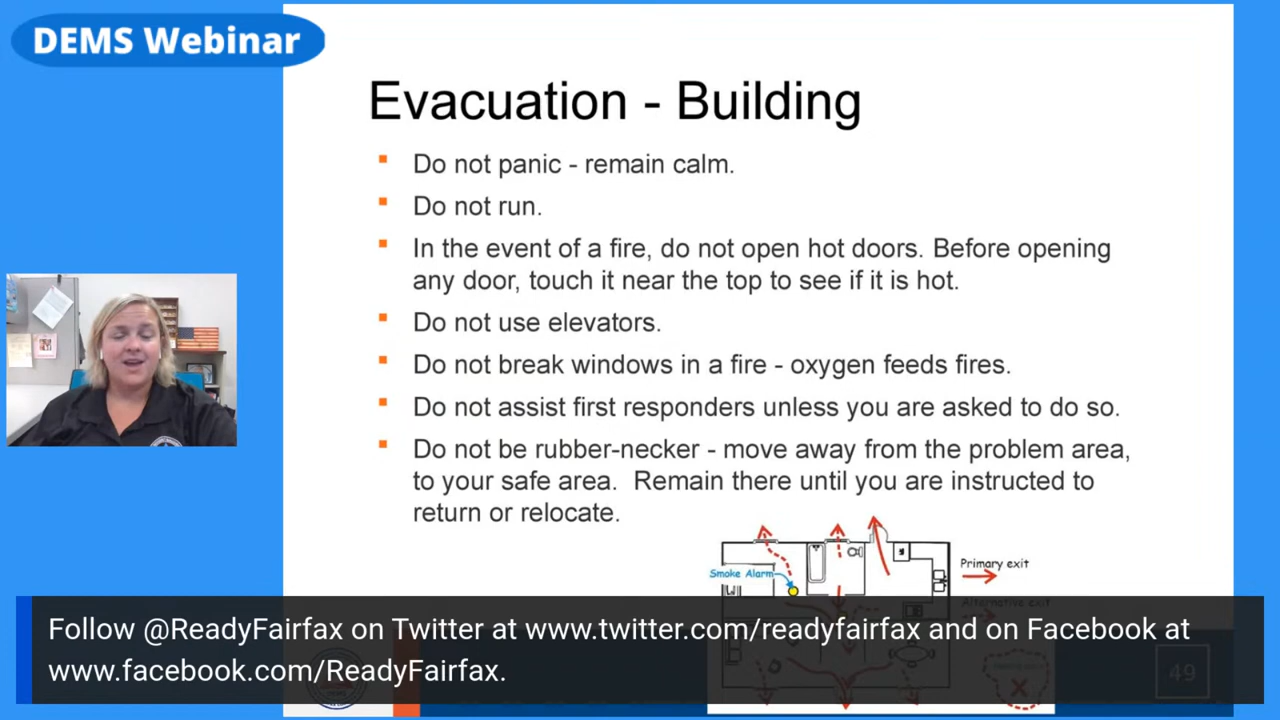 DEMS Webinar
Evacuation - Building
Do not panic - remain calm.
Do not run.
In the event of a fire, do not open hot doors. Before opening
any door, touch it near the top to see if it is hot.
Do not use elevators.
Do not break windows in a fire - oxygen feeds fires.
Do not assist first responders unless you are asked to do so.
Do not be rubber-necker - move away from the problem area,
to your safe area.  Remain there until you are instructed to
return or relocate.
Smoke Alarm
Primary exit
Alternative exit
Follow @ReadyFairfax on Twitter at www.twitter.com/readyfairfax and on Facebook at
www.facebook.com/ReadyFairfax.
49